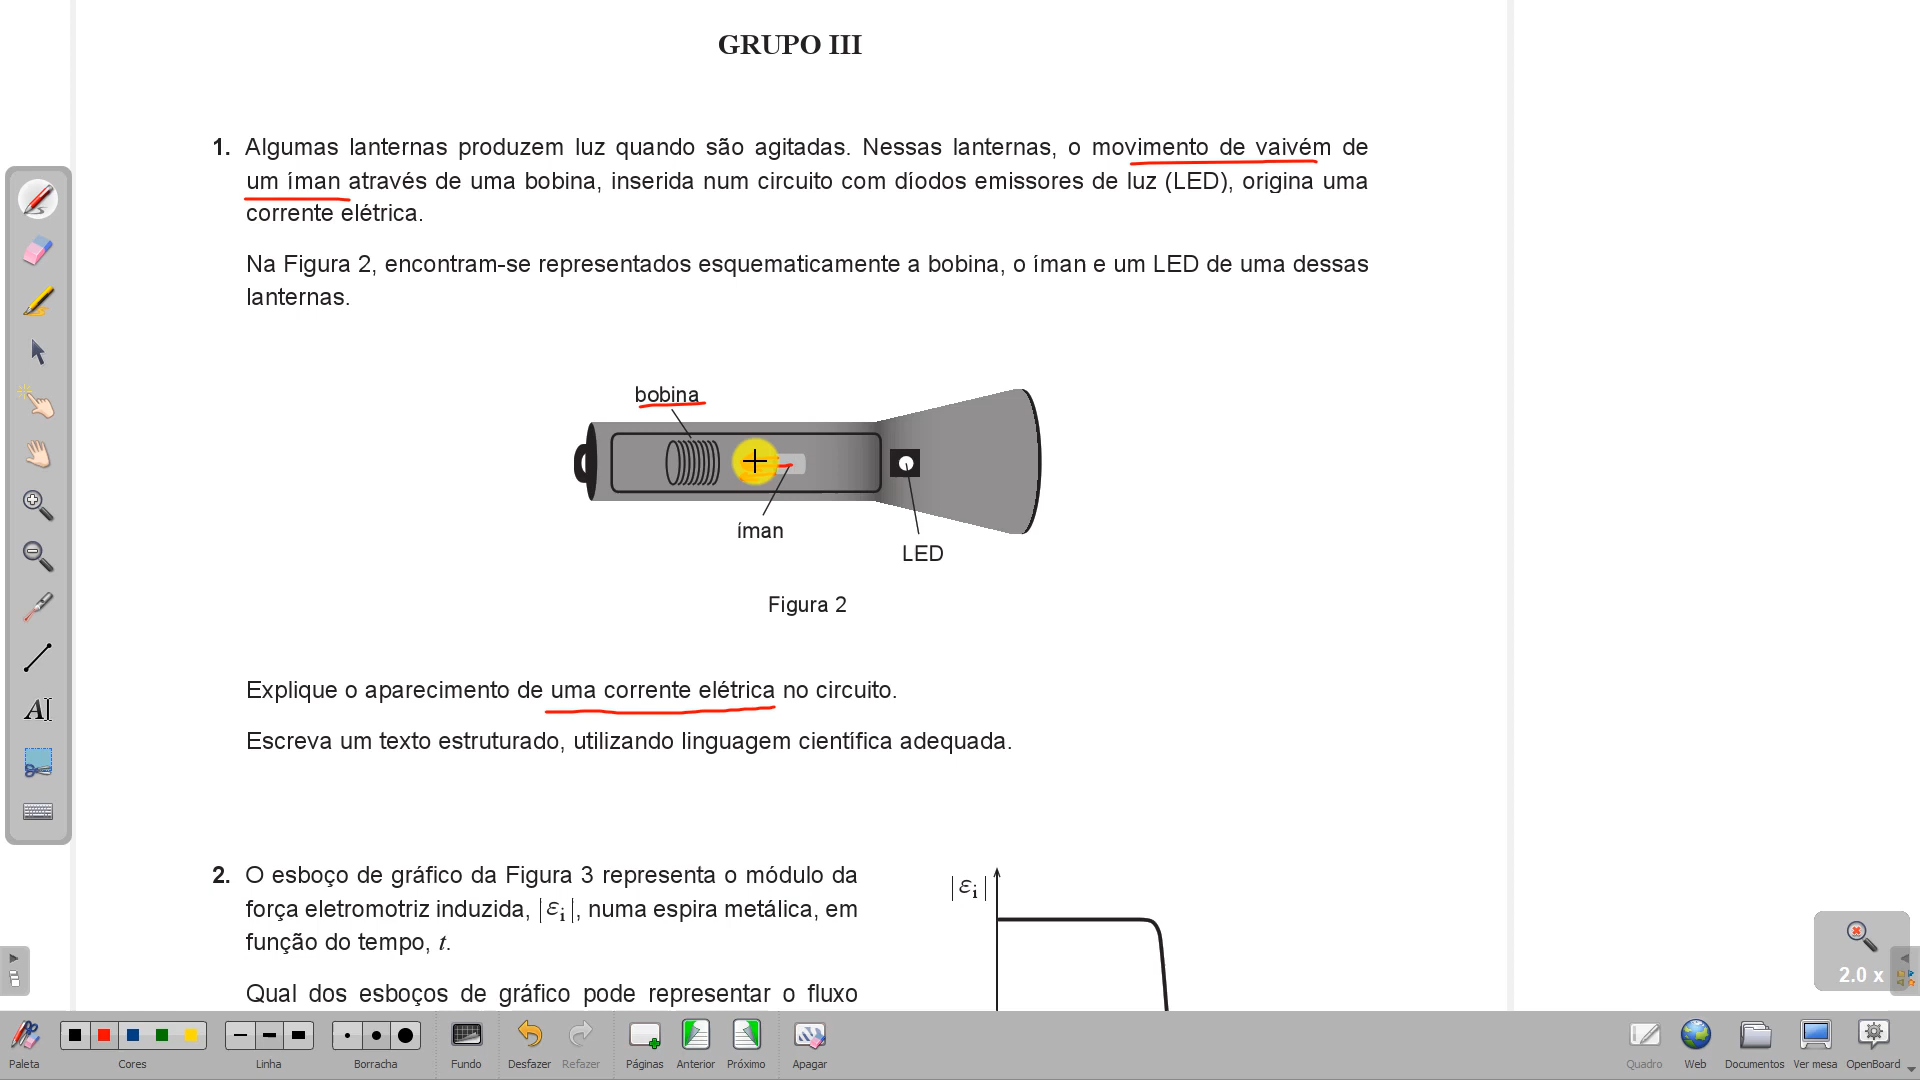 GRUPO III
1. Algumas lanternas produzem luz quando são agitadas. Nessas lanternas, o movimento de vaivém de
um íman através de uma bobina, inserida num circuito com díodos emissores de luz (LED), origina uma
corrente elétrica.
Na Figura 2, encontram-se representados esquematicamente a bobina, o íman e um LED de uma dessas
lanternas.
bobina
íman
LED
Figura 2
Explique o aparecimento de uma corrente elétrica no circuito.
Escreva um texto estruturado, utilizando linguagem científica adequada.
2. O esboço de gráfico da Figura 3 representa o módulo da
força eletromotriz induzida, |εi|, numa espira metálica, em
função do tempo, t.
Qual dos esboços de gráfico pode representar o fluxo
|εi|
AI
2.0 x
Paleta
Cores
Linha
Borracha
Fundo
Desfazer
Refazer
Páginas
Anterior
Próximo
Apagar
Quadro
Web
Documentos
Ver mesa
OpenBoard